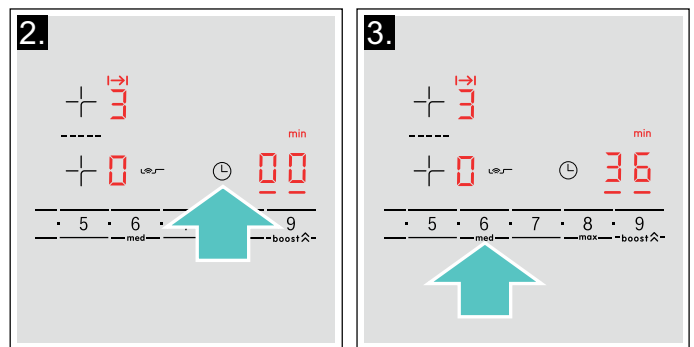 2.
3
min
0 00
5 · 6 · 9
med boost
3.
3
min
0 36
· 5 · 6 · 7 · 8 · 9
med max boost